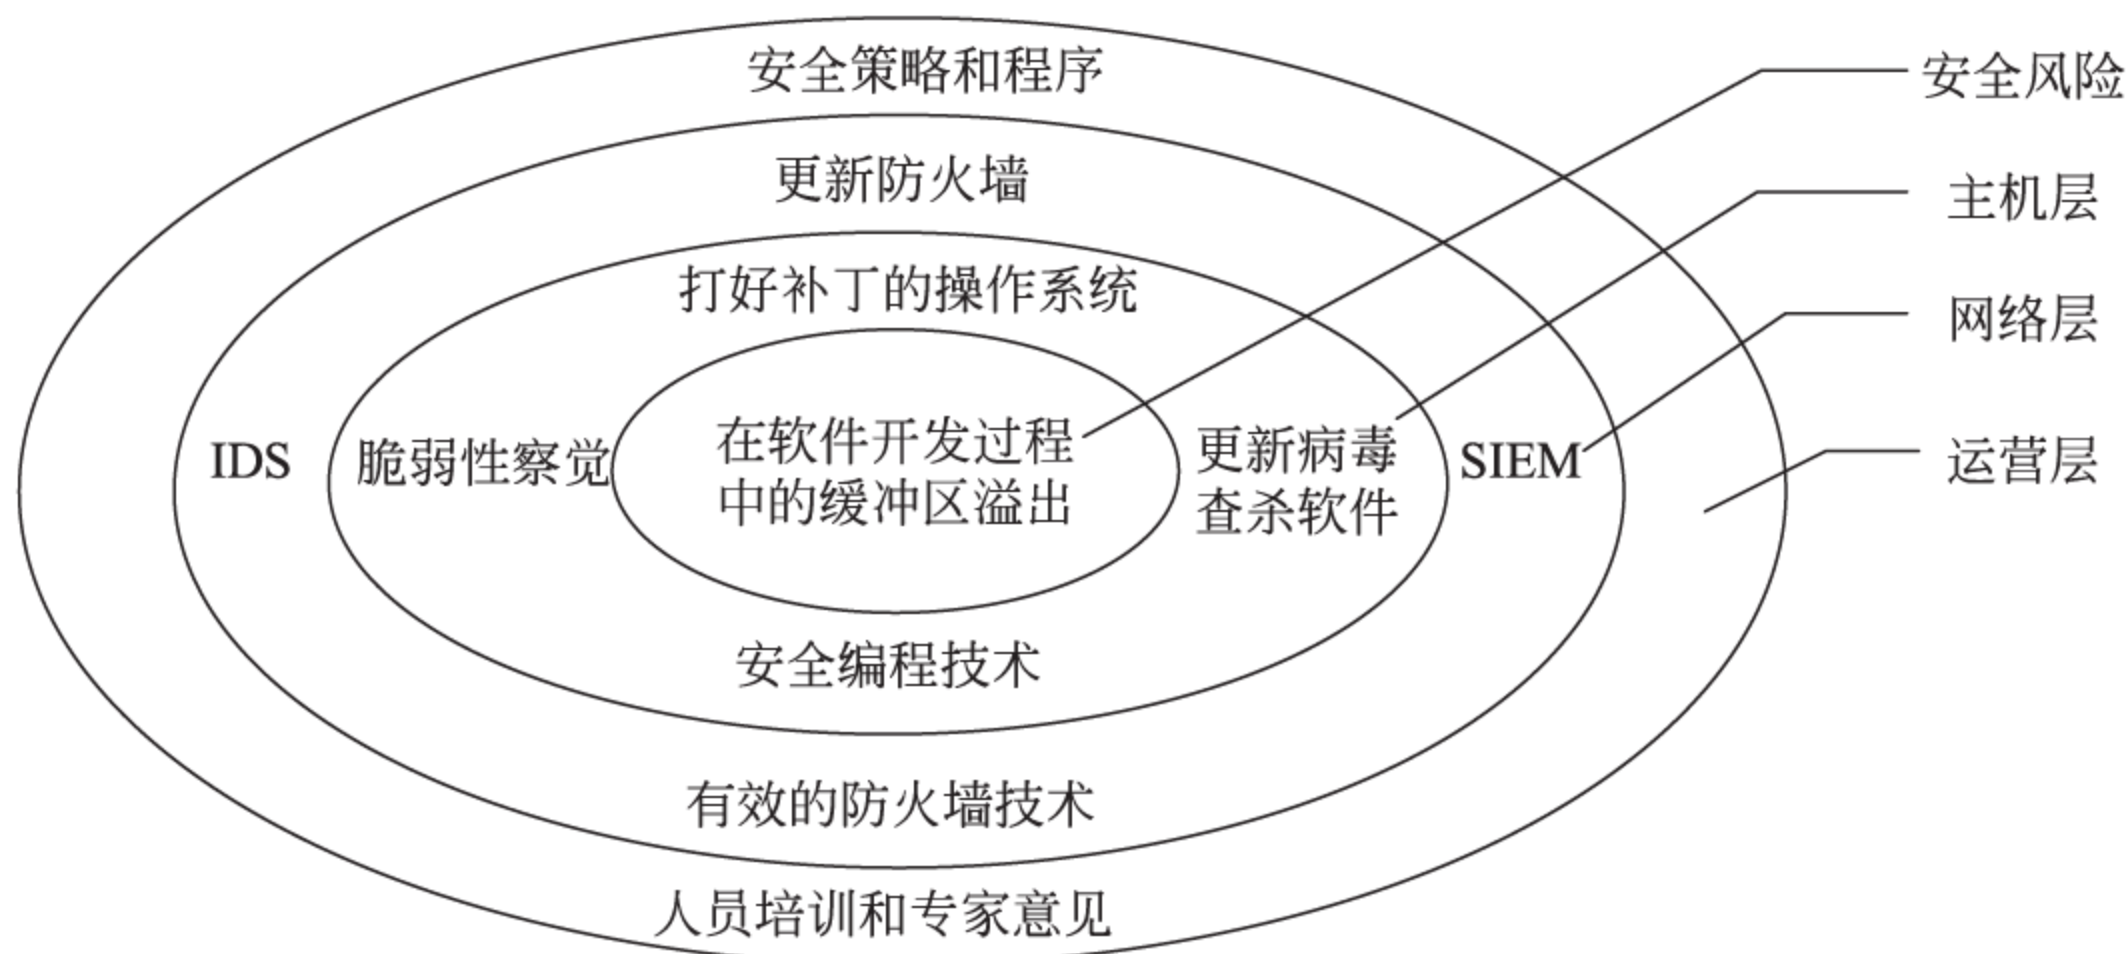 安全策略和程序
安全风险
更新防火墙
主机层
打好补丁的操作系统
网络层
IDS
脆弱性察觉
在软件开发过程
中的缓冲区溢出
更新病毒
查杀软件
SIEM
运营层
安全编程技术
有效的防火墙技术
人员培训和专家意见